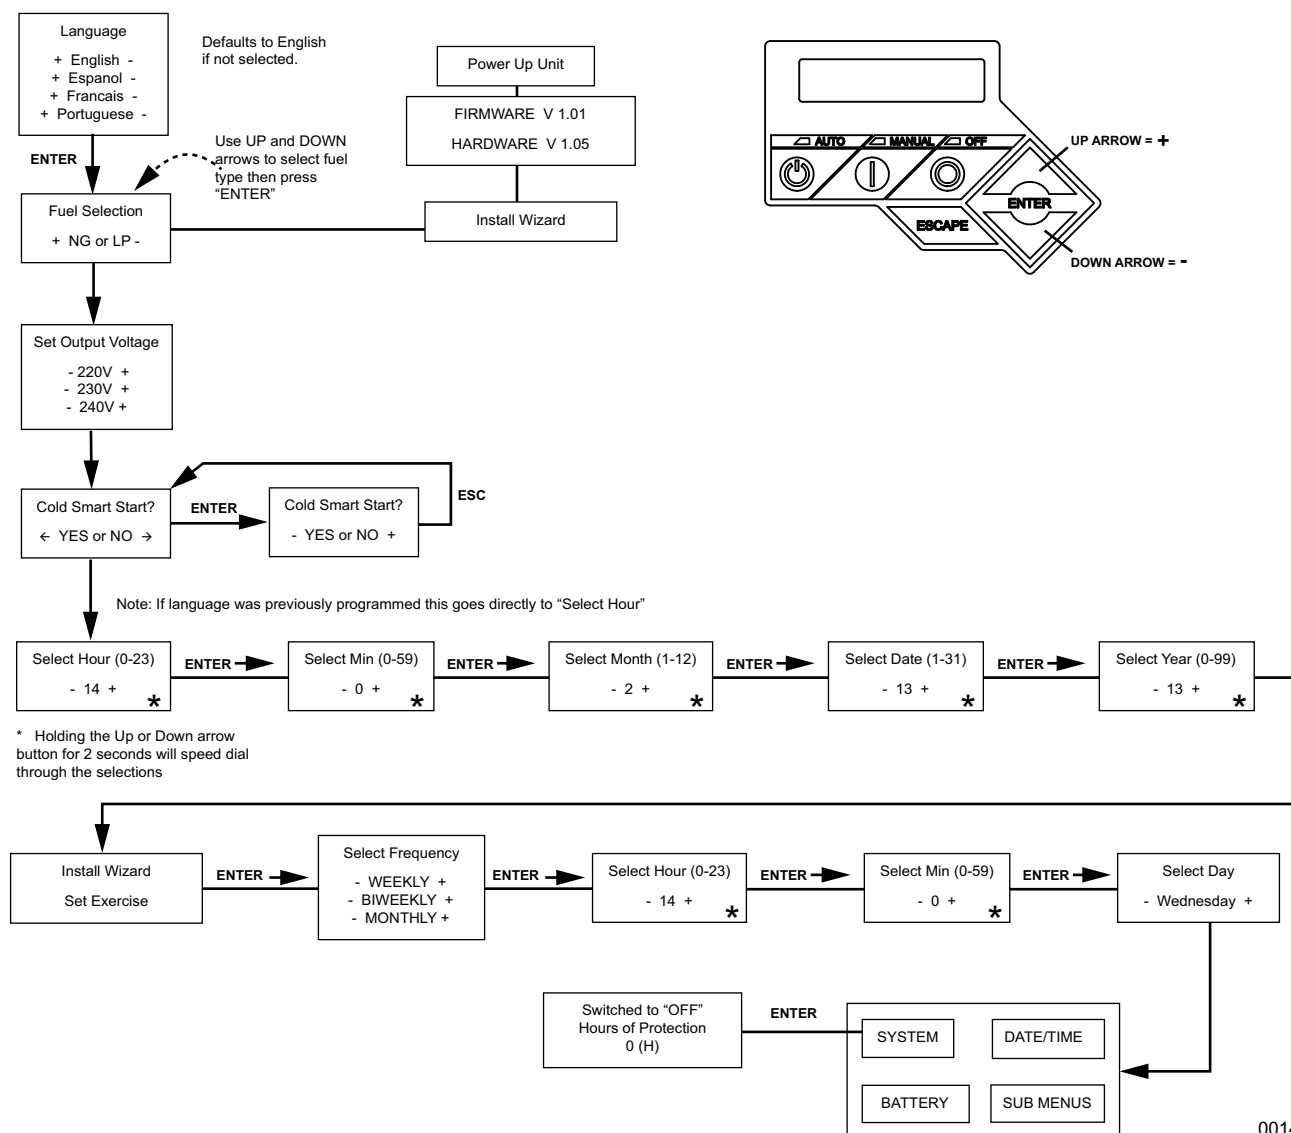 Language
+ English -
+ Espanol -
+ Francais -
+ Portuguese -
Defaults to English
if not selected.
Power Up Unit
FIRMWARE V 1.01
HARDWARE V 1.05
Install Wizard
ENTER
Use UP and DOWN
arrows to select fuel
type then press
“ENTER”
Fuel Selection
+ NG or LP -
AUTO
MANUAL
OFF
ENTER
ESCAPE
UP ARROW = +
DOWN ARROW = -
Set Output Voltage
- 220V +
- 230V +
- 240V +
Cold Smart Start?
← YES or NO →
ENTER
Cold Smart Start?
- YES or NO +
ESC
Note: If language was previously programmed this goes directly to “Select Hour”
Select Hour (0-23)
- 14 +
*
ENTER
Select Min (0-59)
- 0 +
*
ENTER
Select Month (1-12)
- 2 +
*
ENTER
Select Date (1-31)
- 13 +
*
ENTER
Select Year (0-99)
- 13 +
*
* Holding the Up or Down arrow
button for 2 seconds will speed dial
through the selections
Install Wizard
Set Exercise
ENTER
Select Frequency
- WEEKLY +
- BIWEEKLY +
- MONTHLY +
ENTER
Select Hour (0-23)
- 14 +
*
ENTER
Select Min (0-59)
- 0 +
*
ENTER
Select Day
- Wednesday +
Switched to “OFF”
Hours of Protection
0 (H)
ENTER
SYSTEM
DATE/TIME
BATTERY
SUB MENUS
0014